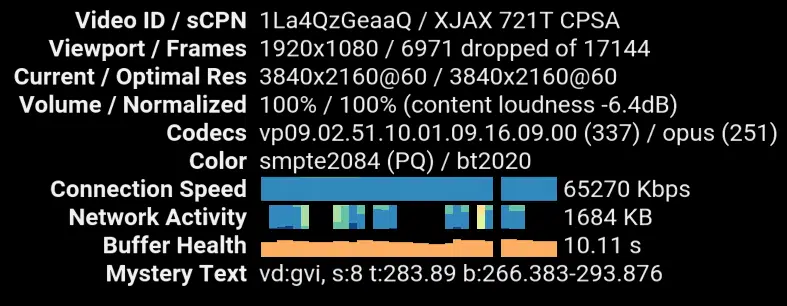 Video ID / sCPN 1La4QzGeaaQ / XJAX 721T CPSA
Viewport / Frames 1920x1080 / 6971 dropped of 17144
Current / Optimal Res 3840x2160@60 / 3840x2160@60
Volume / Normalized 100% / 100% (content loudness -6.4dB)
Codecs vp09.02.51.10.01.09.16.09.00 (337) / opus (251)
Color smpte2084 (PQ) / bt2020
Connection Speed 65270 Kbps
Network Activity 1684 KB
Buffer Health 10.11 s
Mystery Text vd:gvi, s:8 t:283.89 b:266.383-293.876